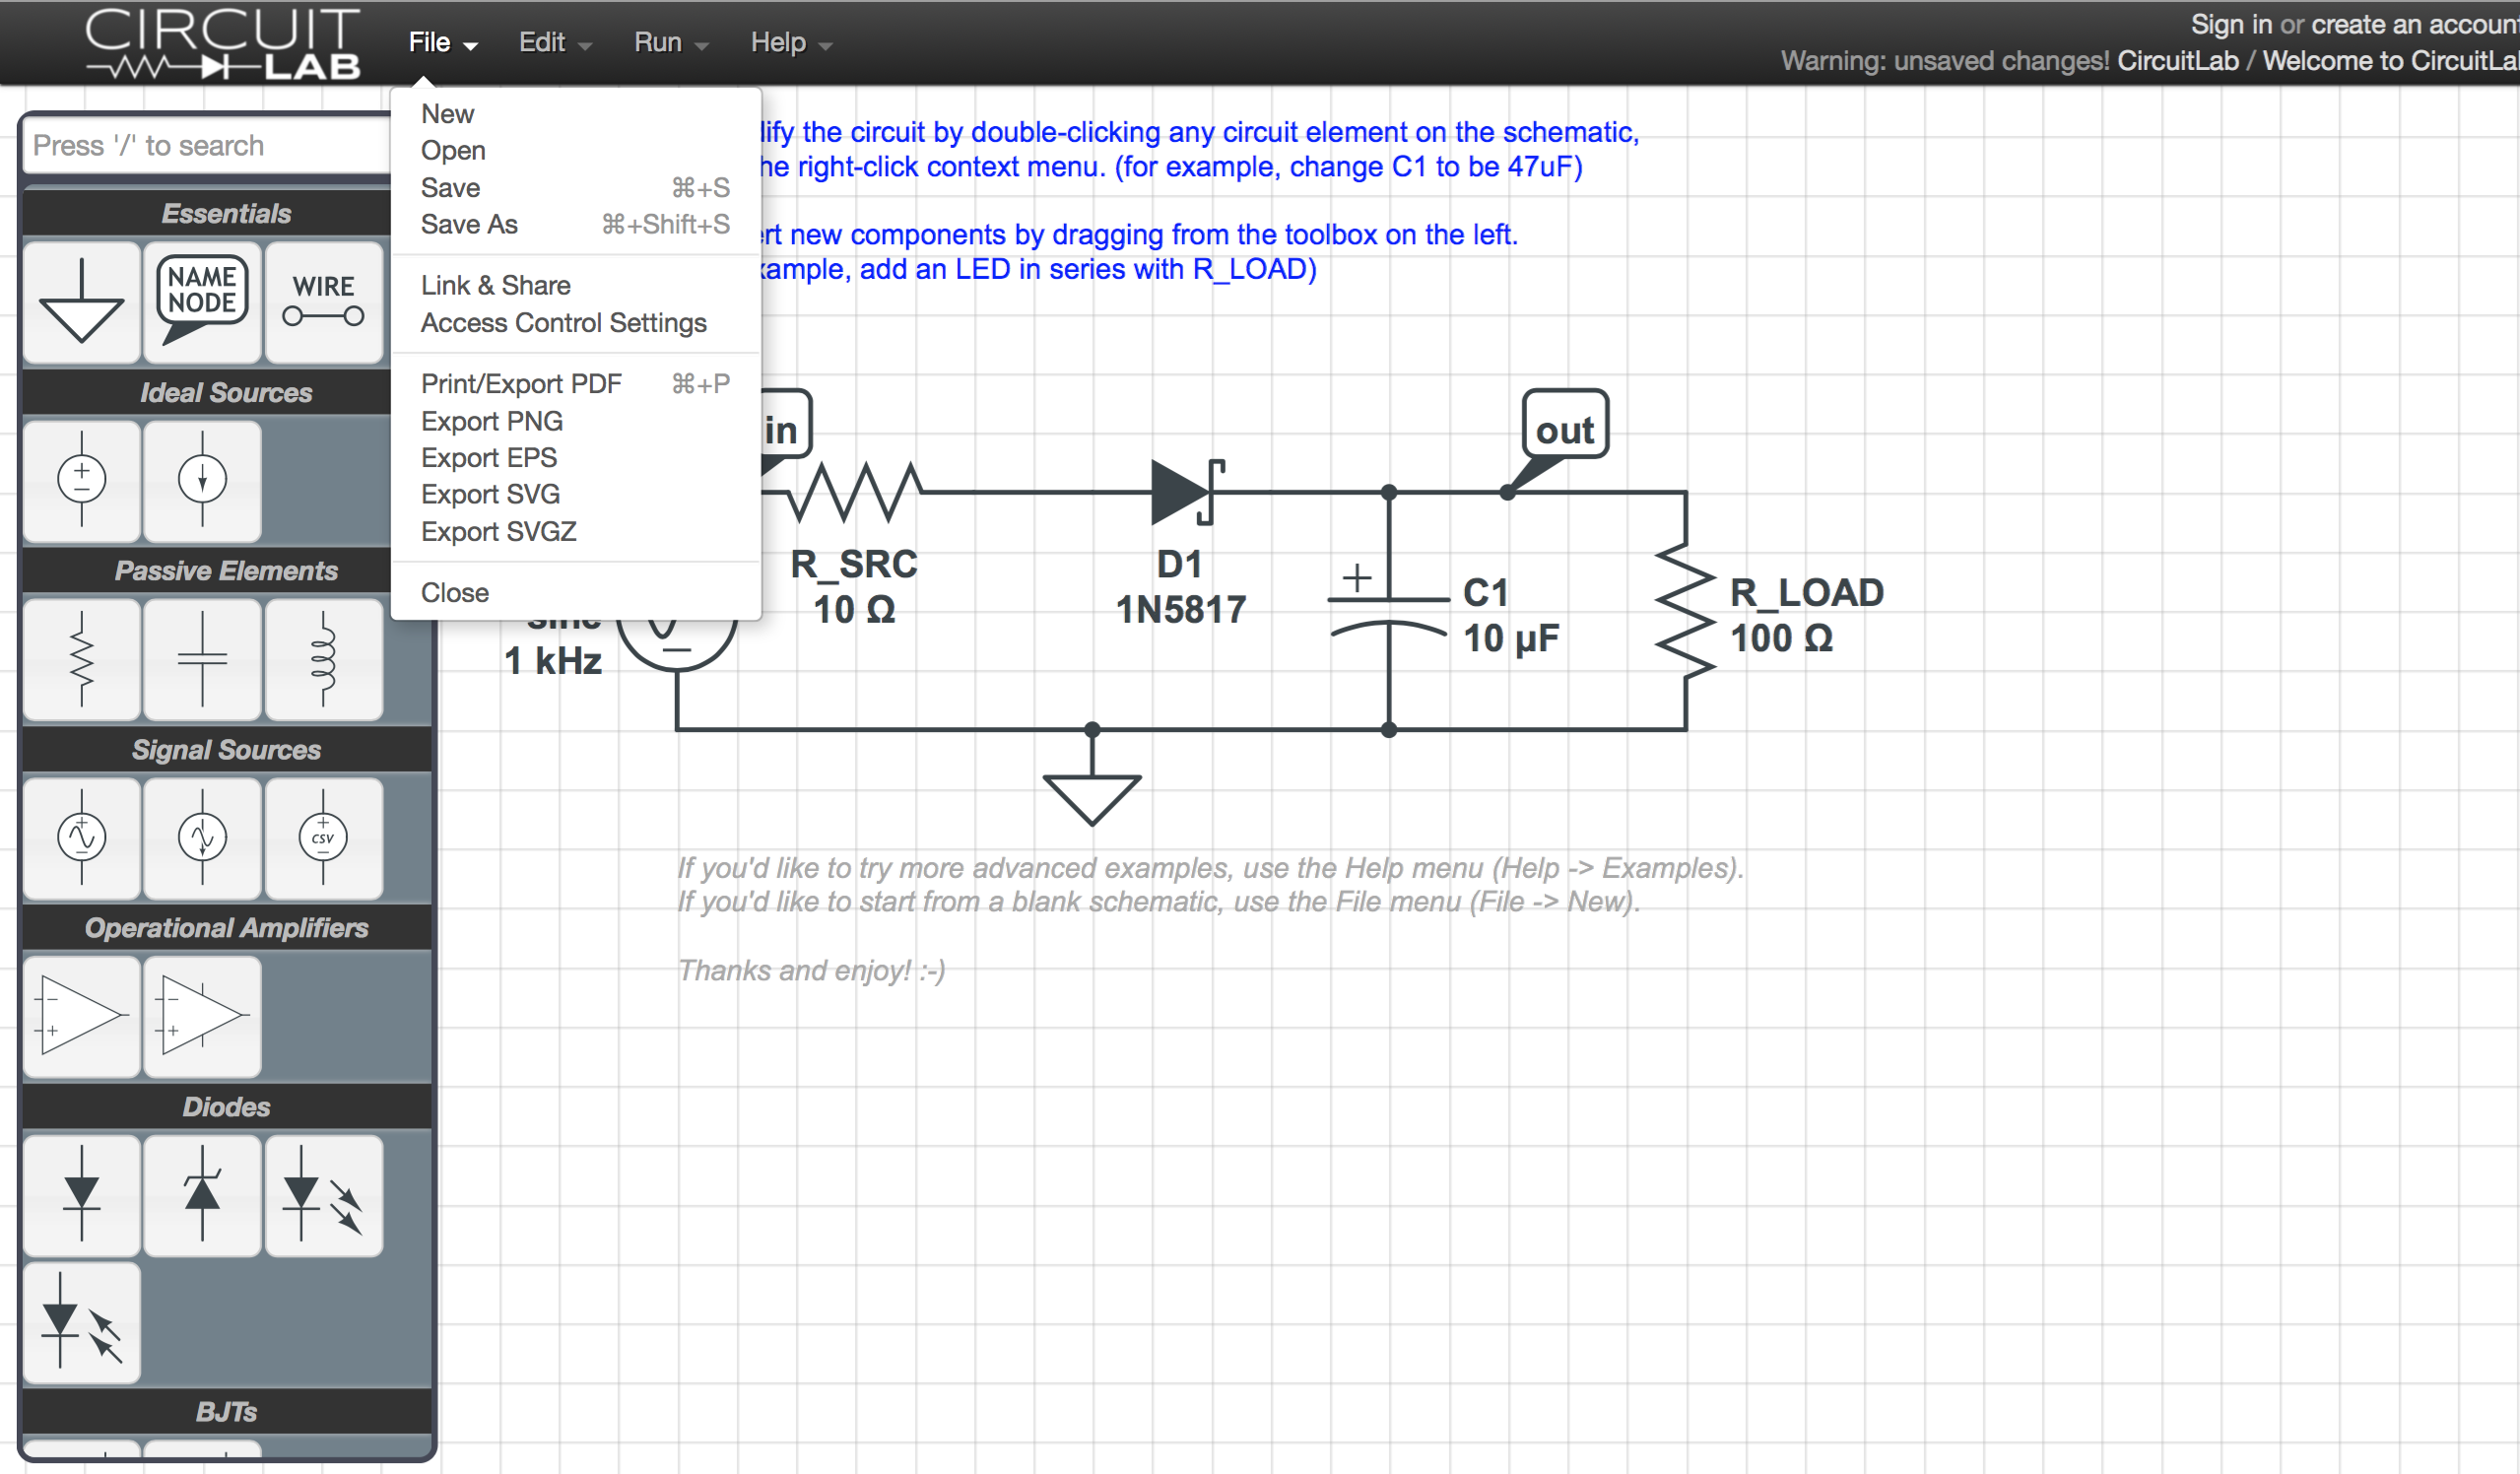 CIRCUIT
LAB
File
Edit
Run
Help
Sign in or create an account
Warning: unsaved changes! CircuitLab / Welcome to CircuitLab
Press '/' to search
New
Open
Save ⌘+S
Save As ⌘+Shift+S
Link & Share
Access Control Settings
Print/Export PDF ⌘+P
Export PNG
Export EPS
Export SVG
Export SVGZ
Close
Essentials
NAME
NODE
WIRE
Ideal Sources
Passive Elements
Signal Sources
CSV
Operational Amplifiers
Diodes
BJTs
the circuit by double-clicking any circuit element on the schematic,
right-click context menu. (for example, change C1 to be 47uF)
new components by dragging from the toolbox on the left.
add an LED in series with R_LOAD)
in
out
R_SRC
10 Ω
D1
1N5817
+
C1
10 µF
R_LOAD
100 Ω
sine
1 kHz
If you'd like to try more advanced examples, use the Help menu (Help -> Examples).
If you'd like to start from a blank schematic, use the File menu (File -> New).
Thanks and enjoy! :-)